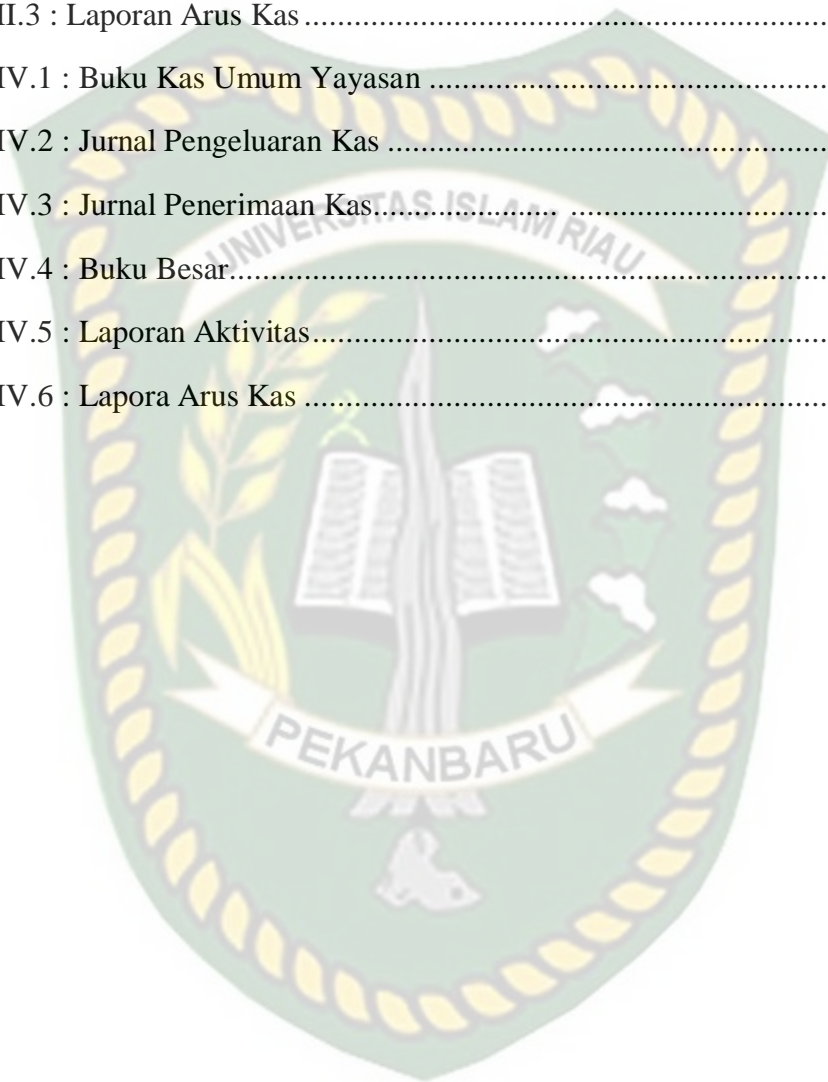 II.3 : Laporan Arus Kas ................................................................
IV.1 : Buku Kas Umum Yayasan ................................................
IV.2 : Jurnal Pengeluaran Kas .....................................................
IV.3 : Jurnal Penerimaan Kas...................... ...............................
IV.4 : Buku Besar.........................................................................
IV.5 : Laporan Aktivitas...............................................................
IV.6 : Lapora Arus Kas ................................................................
UNIVERSITAS ISLAM RIAU
PEKANBARU